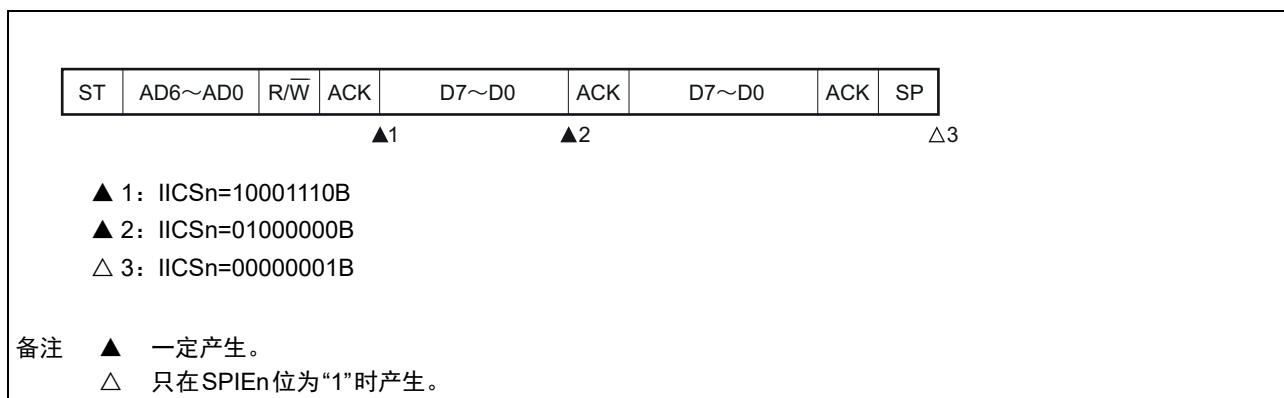 ST AD6～AD0 R/W̅ ACK D7～D0 ACK D7～D0 ACK SP
▲1 ▲2 △3
▲ 1：IICSn=10001110B
▲ 2：IICSn=01000000B
△ 3：IICSn=00000001B
备注 ▲ 一定产生。
△ 只在SPIEn位为“1”时产生。